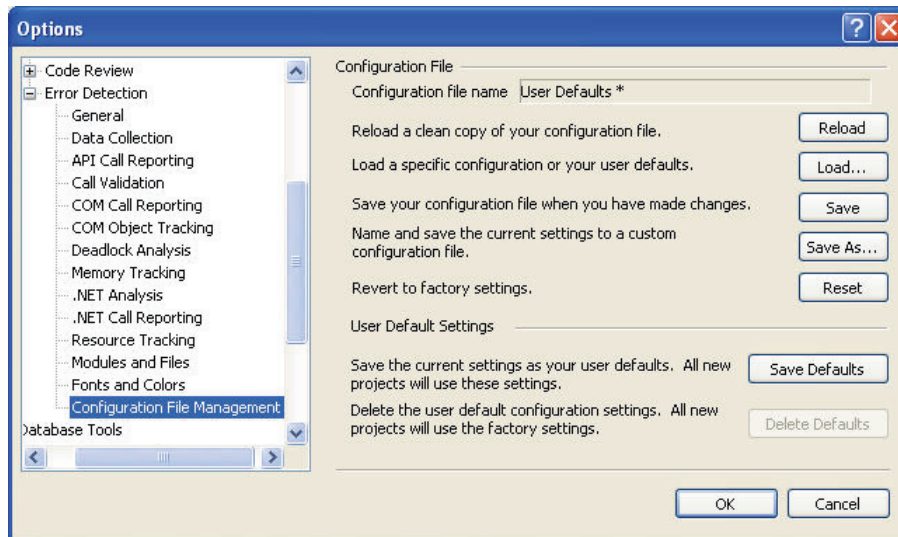 Options
Code Review
Error Detection
General
Data Collection
API Call Reporting
Call Validation
COM Call Reporting
COM Object Tracking
Deadlock Analysis
Memory Tracking
.NET Analysis
.NET Call Reporting
Resource Tracking
Modules and Files
Fonts and Colors
Configuration File Management
Database Tools
Configuration File
Configuration file name User Defaults *
Reload a clean copy of your configuration file. Reload
Load a specific configuration or your user defaults. Load...
Save your configuration file when you have made changes. Save
Name and save the current settings to a custom
configuration file. Save As...
Revert to factory settings. Reset
User Default Settings
Save the current settings as your user defaults. All new
projects will use these settings. Save Defaults
Delete the user default configuration settings. All new
projects will use the factory settings. Delete Defaults
OK Cancel